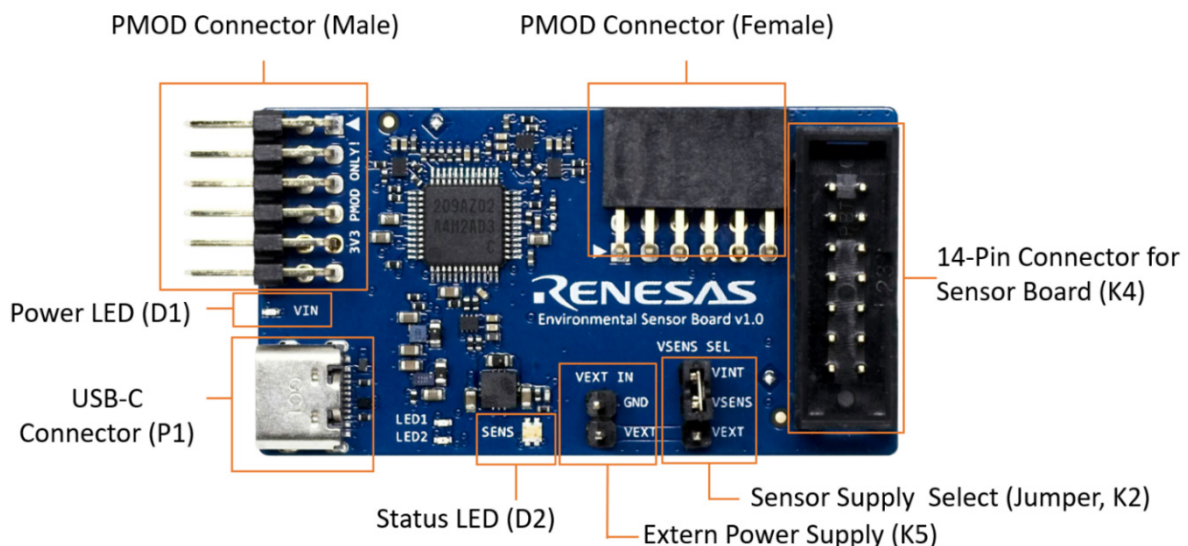 PMOD Connector (Male)
PMOD Connector (Female)
3V3 PMOD ONLY!
209AZ02
A4M2AD3
C
14-Pin Connector for
Sensor Board (K4)
RENESAS
Environmental Sensor Board v1.0
Power LED (D1)
VIN
VSENS SEL
VINT
VSENS
VEXT
VEXT IN
GND
VEXT
USB-C
Connector (P1)
LED1
LED2
SENS
Sensor Supply Select (Jumper, K2)
Status LED (D2)
Extern Power Supply (K5)